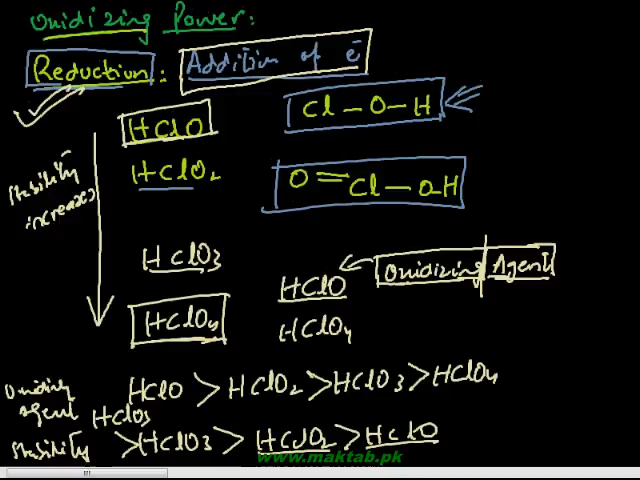 Oxidizing Power:
Reduction: Addition of ē
HClO Cl–O–H
HClO2 O=Cl–OH
Stability
increases
HClO3
HClO Oxidizing Agent
HClO4 HClO4
Oxidizing
Agent HClO > HClO2 > HClO3 > HClO4
HClO3
Stability > HClO3 > HClO2 > HClO
www.maktab.pk